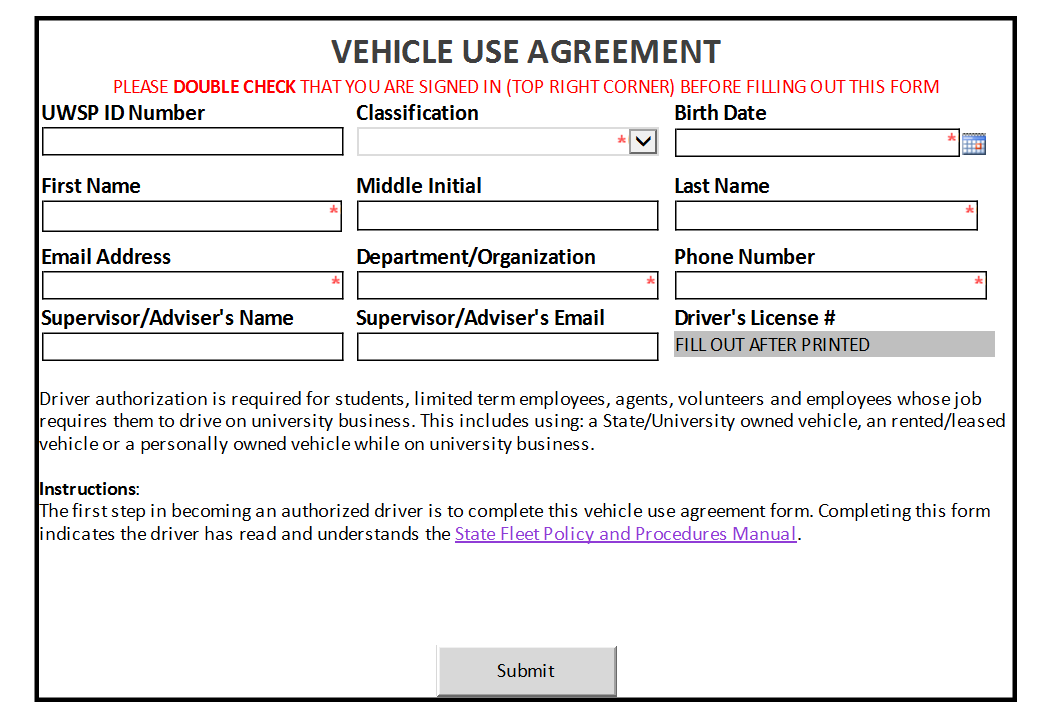 VEHICLE USE AGREEMENT
PLEASE DOUBLE CHECK THAT YOU ARE SIGNED IN (TOP RIGHT CORNER) BEFORE FILLING OUT THIS FORM
UWSP ID Number Classification Birth Date
* *
First Name Middle Initial Last Name
* *
Email Address Department/Organization Phone Number
* * *
Supervisor/Adviser's Name Supervisor/Adviser's Email Driver's License #
FILL OUT AFTER PRINTED
Driver authorization is required for students, limited term employees, agents, volunteers and employees whose job
requires them to drive on university business. This includes using: a State/University owned vehicle, an rented/leased
vehicle or a personally owned vehicle while on university business.
Instructions:
The first step in becoming an authorized driver is to complete this vehicle use agreement form. Completing this form
indicates the driver has read and understands the State Fleet Policy and Procedures Manual.
Submit